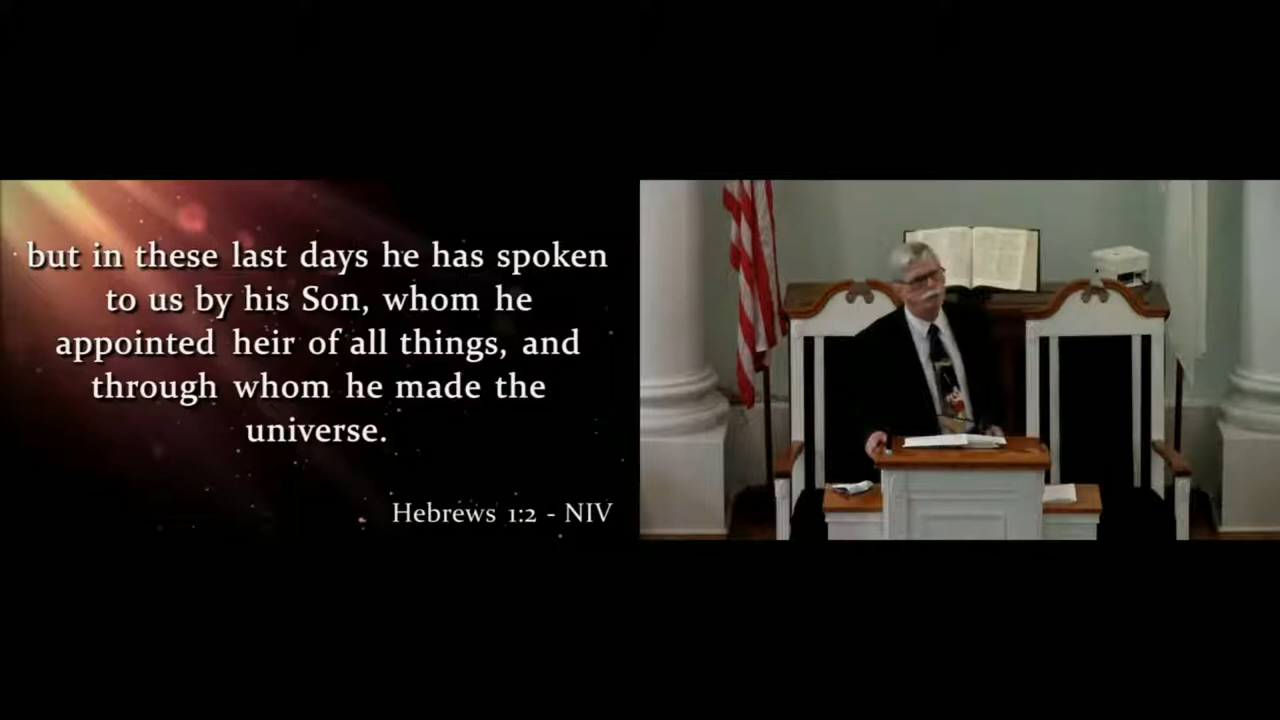 but in these last days he has spoken
to us by his Son, whom he
appointed heir of all things, and
through whom he made the
universe.
Hebrews 1:2 - NIV